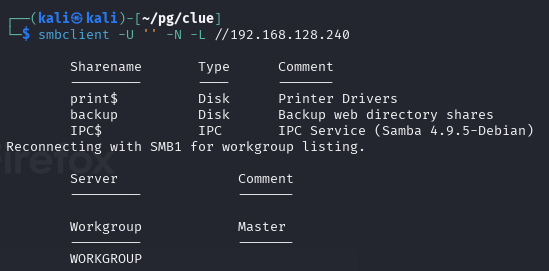 ┌──(kali㉿kali)-[~/pg/clue]
└─$ smbclient -U '' -N -L //192.168.128.240

        Sharename       Type      Comment
        ---------       ----      -------
        print$          Disk      Printer Drivers
        backup          Disk      Backup web directory shares
        IPC$            IPC       IPC Service (Samba 4.9.5-Debian)
Reconnecting with SMB1 for workgroup listing.

        Server               Comment
        ---------            -------

        Workgroup            Master
        ---------            -------
        WORKGROUP